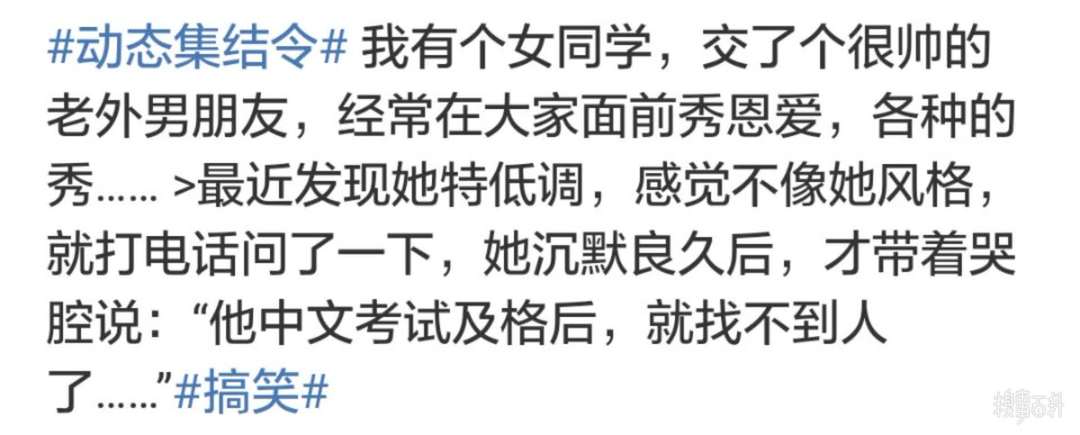 #动态集结令# 我有个女同学，交了个很帅的
老外男朋友，经常在大家面前秀恩爱，各种的
秀…… >最近发现她特低调，感觉不像她风格，
就打电话问了一下，她沉默良久后，才带着哭
腔说：“他中文考试及格后，就找不到人
了……”#搞笑#